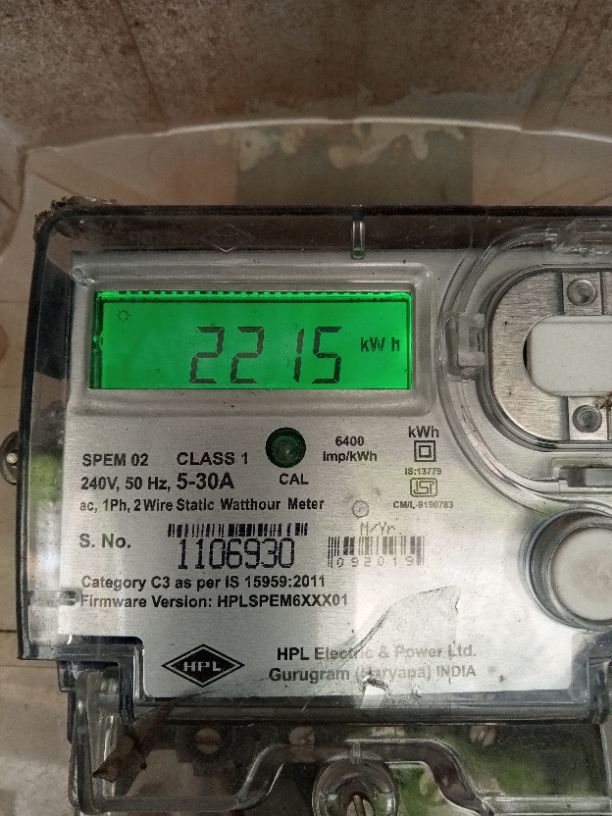 2215 kWh
SPEM 02 CLASS 1
240V, 50 Hz, 5-30A
ac, 1Ph, 2 Wire Static Watthour Meter
CAL
6400
imp/kWh
kWh
IS:13779
ISI
CM/L-9190783
S. No. 1106930
M/Yr
092019
Category C3 as per IS 15959:2011
Firmware Version: HPLSPEM6XXX01
HPL
HPL Electric & Power Ltd.
Gurugram (Haryana) INDIA